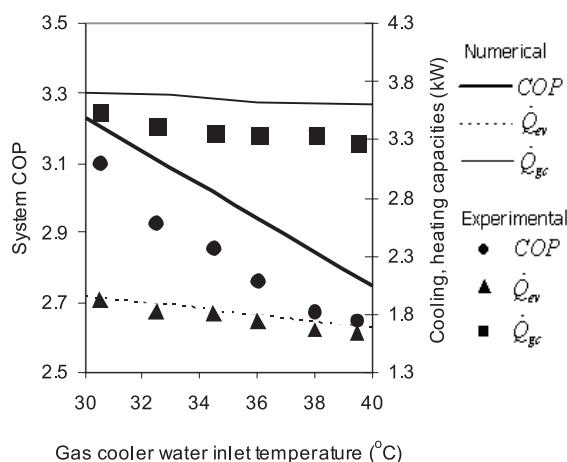 3.5
3.3
3.1
2.9
2.7
2.5
System COP
4.3
3.8
3.3
2.8
2.3
1.8
1.3
Cooling, heating capacities (kW)
30 32 34 36 38 40
Gas cooler water inlet temperature (°C)
Numerical
COP
Q̇ev
Q̇gc
Experimental
COP
Q̇ev
Q̇gc